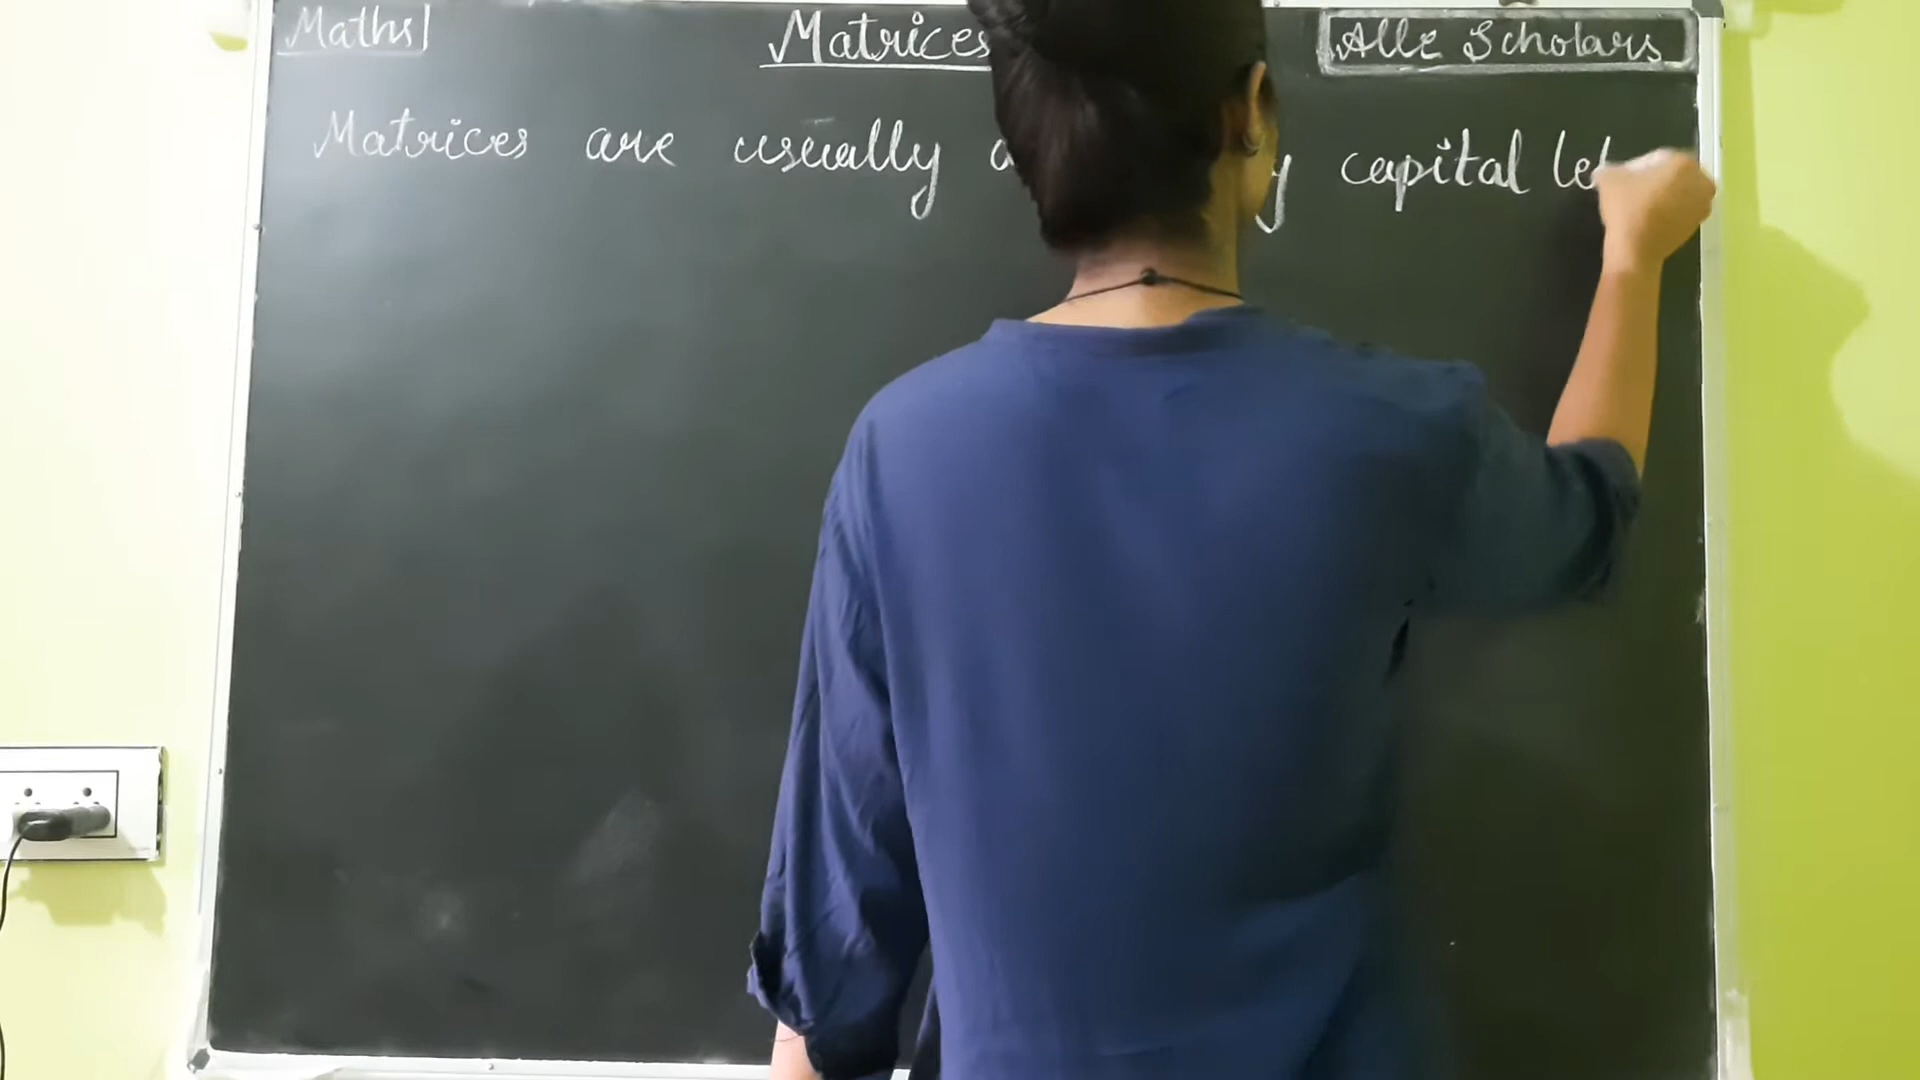 Maths
Matrices
Alle Scholars
Matrices are usually capital